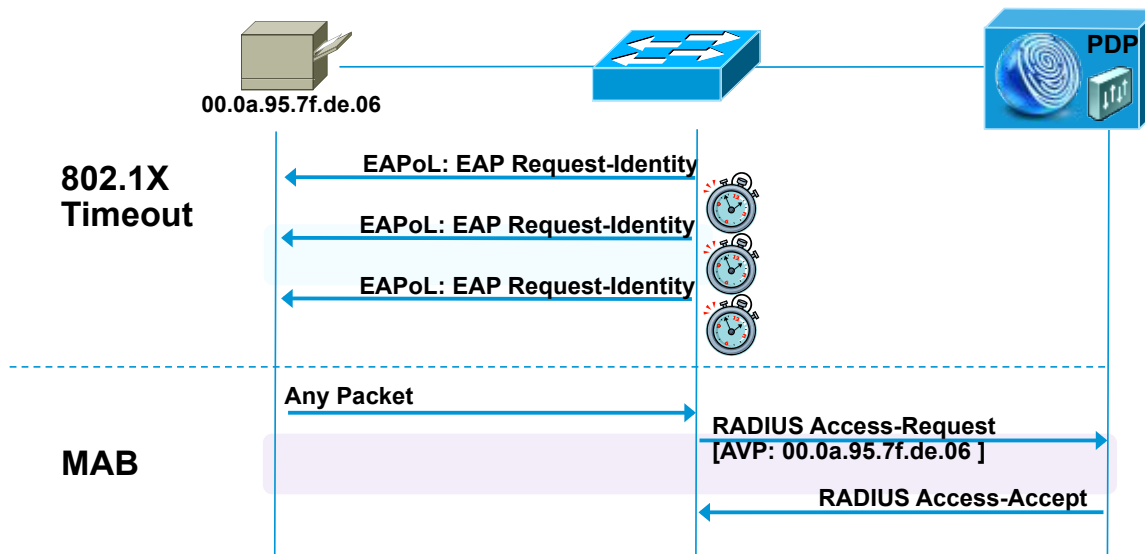 PDP
00.0a.95.7f.de.06
802.1X
Timeout
EAPoL: EAP Request-Identity
EAPoL: EAP Request-Identity
EAPoL: EAP Request-Identity
Any Packet
RADIUS Access-Request
[AVP: 00.0a.95.7f.de.06 ]
MAB
RADIUS Access-Accept